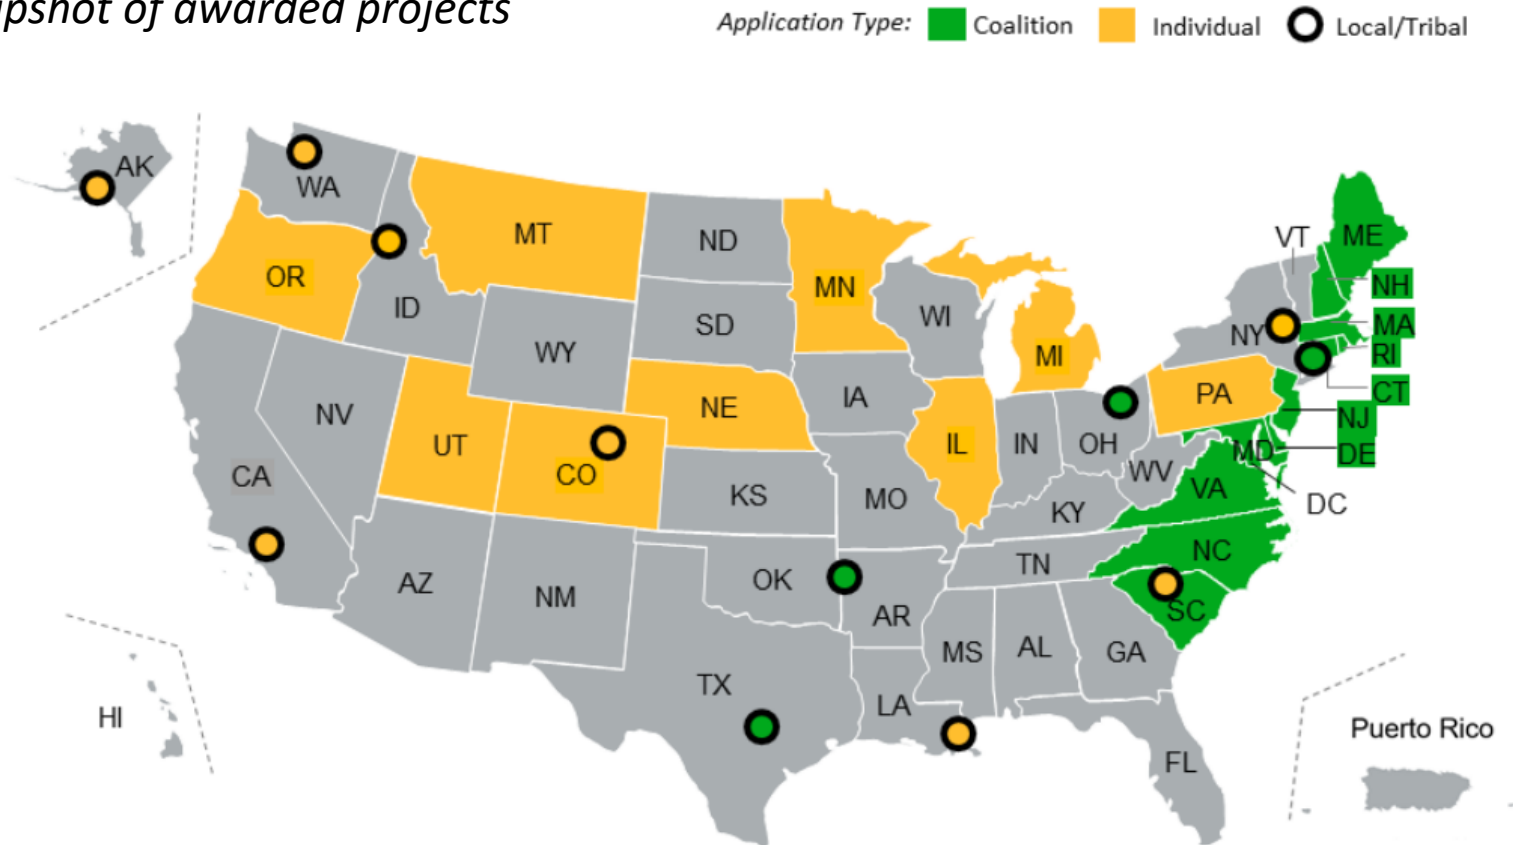 pshot of awarded projects
Application Type: Coalition Individual Local/Tribal
AK
WA
MT
ND
MN
VT
ME
OR
ID
SD
WI
NH
WY
NY
MA
MI
RI
NV
UT
CO
NE
IA
IL
IN
OH
PA
CT
NJ
CA
KS
MO
WV
MD
DE
KY
VA
DC
AZ
NM
OK
TN
NC
AR
SC
MS
AL
GA
TX
LA
HI
FL
Puerto Rico